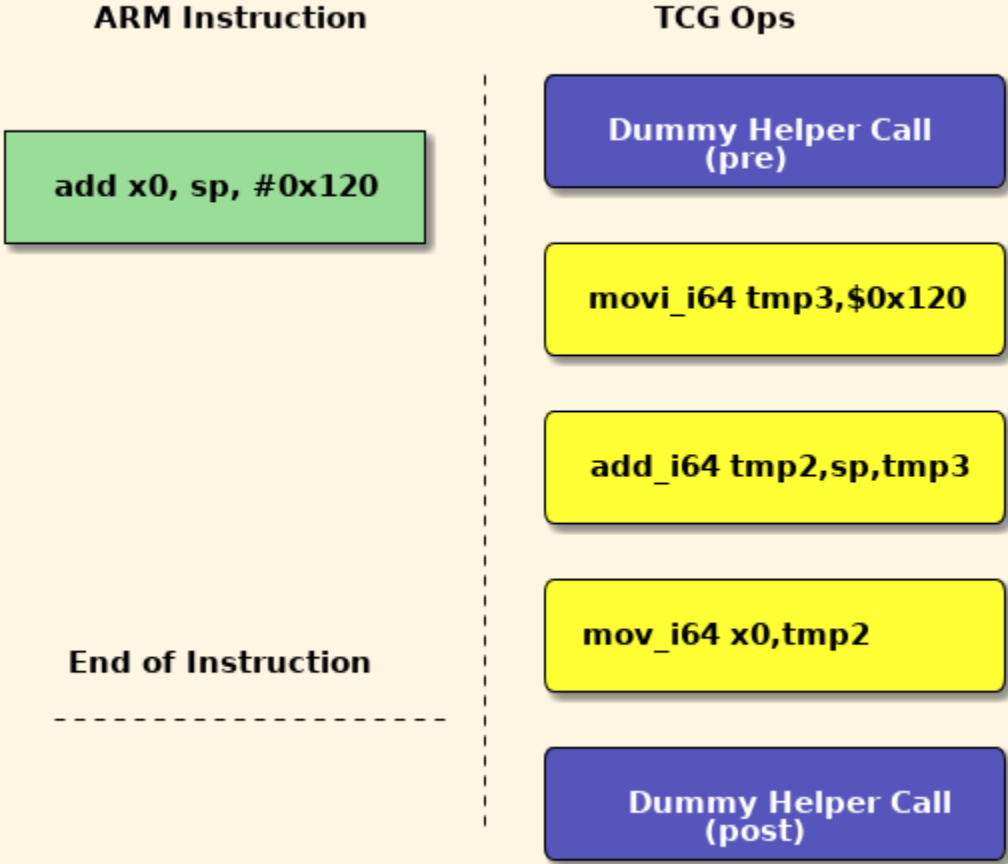 ARM Instruction
TCG Ops
Dummy Helper Call
(pre)
add x0, sp, #0x120
movi_i64 tmp3,$0x120
add_i64 tmp2,sp,tmp3
mov_i64 x0,tmp2
End of Instruction
Dummy Helper Call
(post)